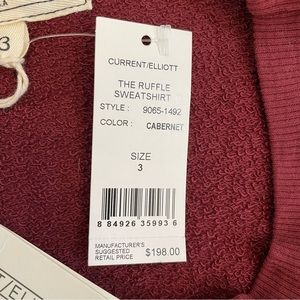 3
CURRENT/ELLIOTT
THE RUFFLE
SWEATSHIRT
STYLE : 9065-1492
COLOR : CABERNET
SIZE
3
8 84926 35993 6
MANUFACTURER'S
SUGGESTED
RETAIL PRICE $198.00